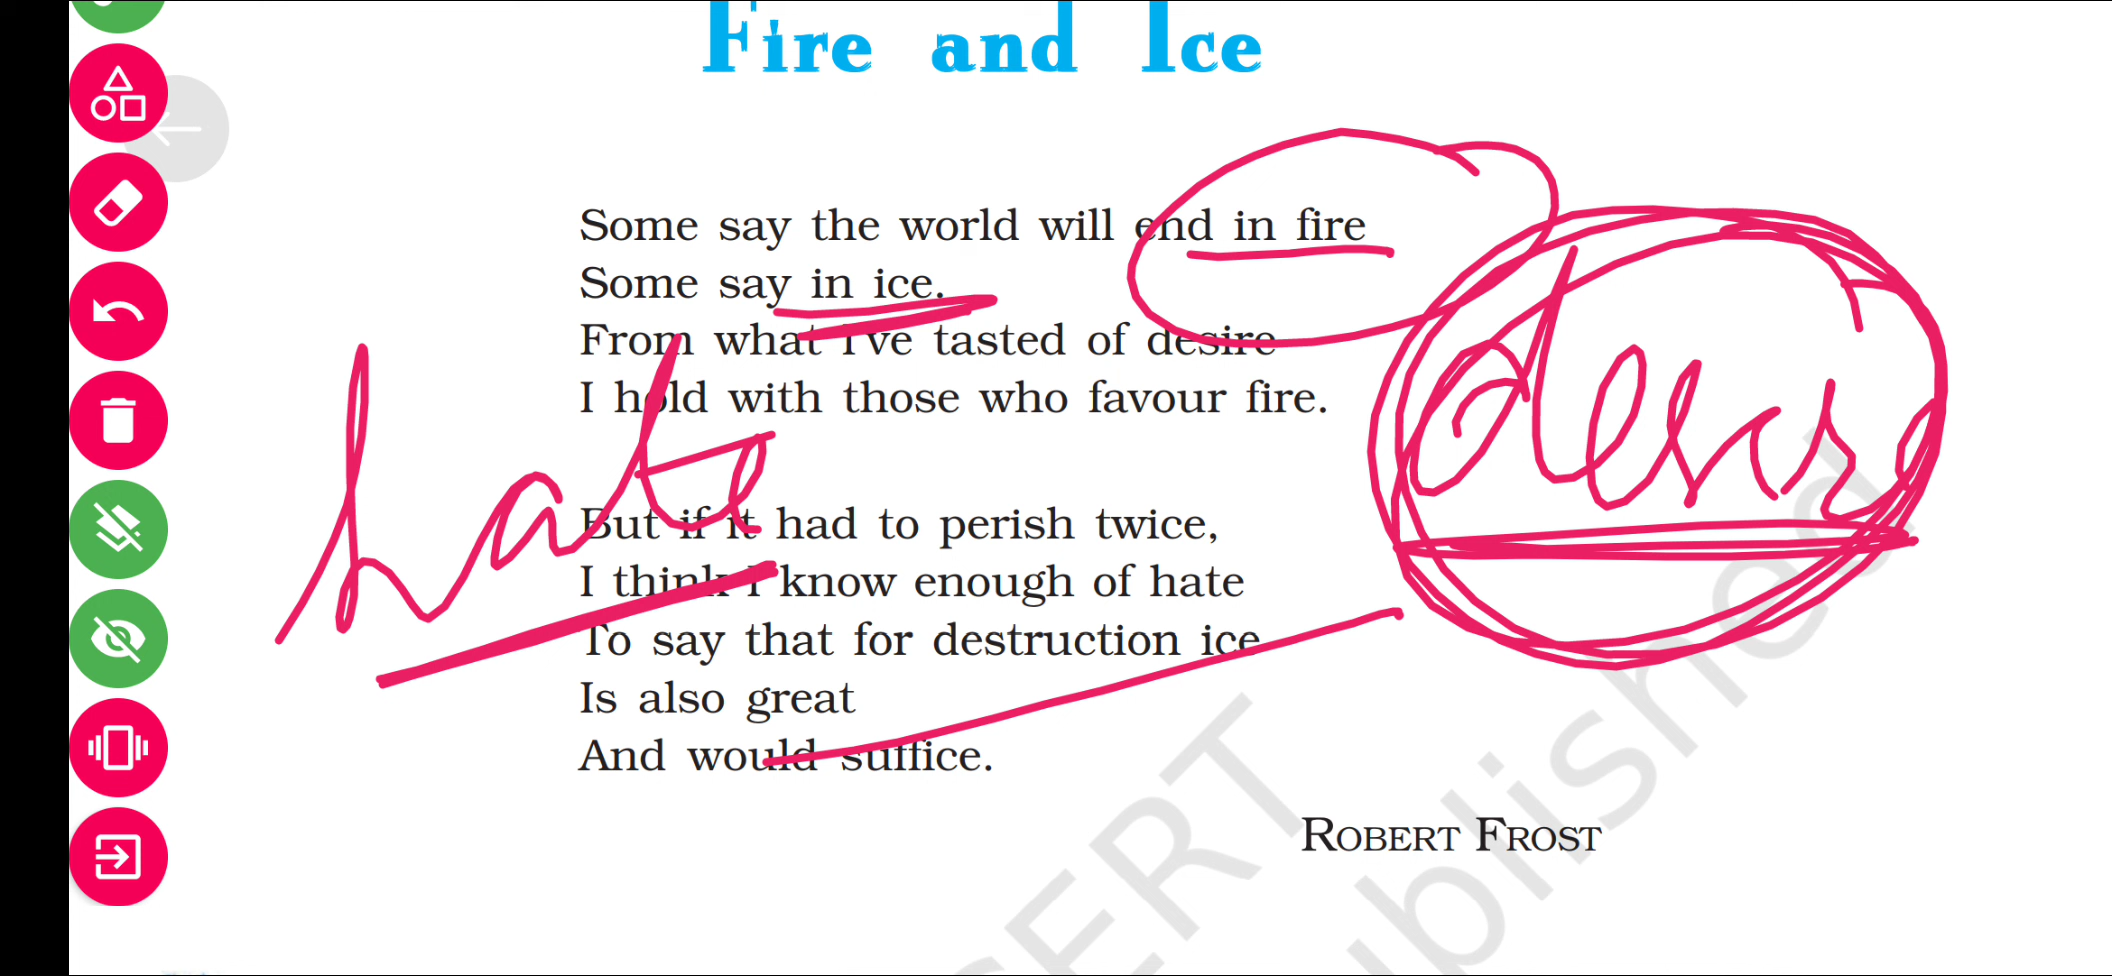 Fire and Ice
Some say the world will end in fire
Some say in ice.
From what I've tasted of desire
I hold with those who favour fire.
hate
But if it had to perish twice,
I think I know enough of hate
To say that for destruction ice
Is also great
And would suffice.
ROBERT FROST